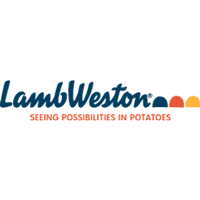 LambWeston®
SEEING POSSIBILITIES IN POTATOES